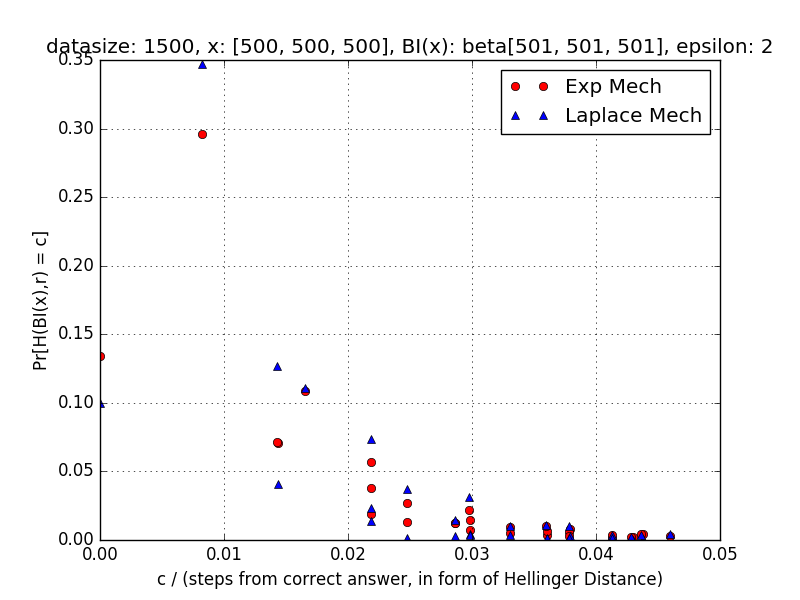 datasize: 1500, x: [500, 500, 500], BI(x): beta[501, 501, 501], epsilon: 2
0.35
0.30
0.25
0.20
0.15
0.10
0.05
0.00
Pr[H(BI(x),r) = c]
Exp Mech
Laplace Mech
0.00 0.01 0.02 0.03 0.04 0.05
c / (steps from correct answer, in form of Hellinger Distance)